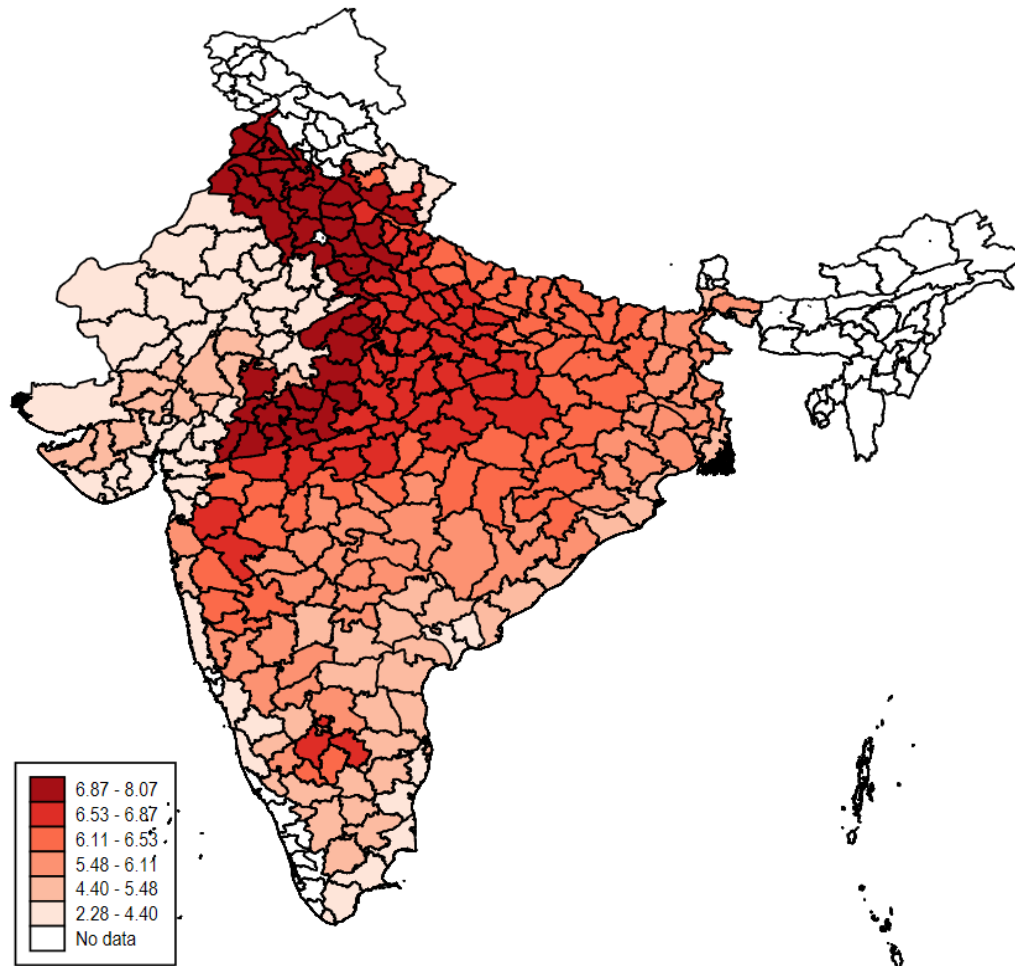 6.87 - 8.07
6.53 - 6.87
6.11 - 6.53
5.48 - 6.11
4.40 - 5.48
2.28 - 4.40
No data